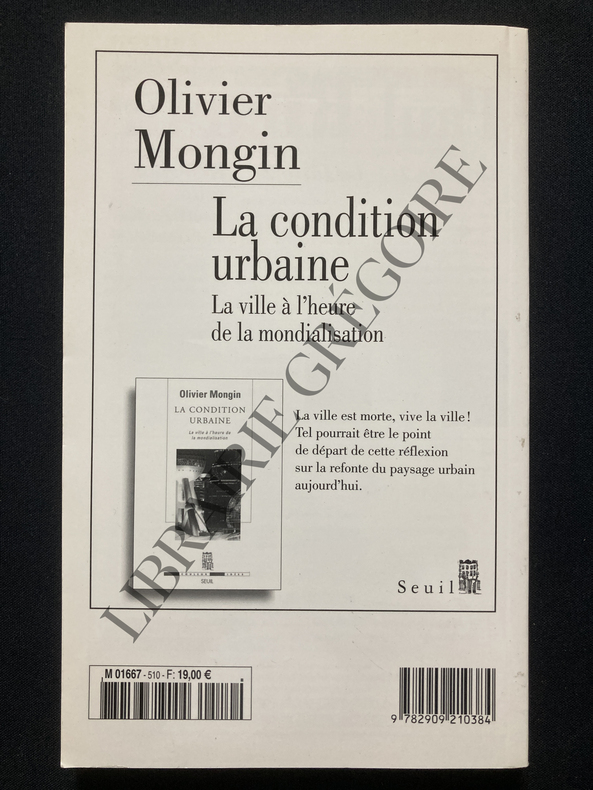 Olivier
Mongin
La condition
urbaine
La ville à l'heure
de la mondialisation
Olivier Mongin
LA CONDITION
URBAINE
La ville à l'heure de
la mondialisation
COULEUR IDÉES
SEUIL
La ville est morte, vive la ville !
Tel pourrait être le point
de départ de cette réflexion
sur la refonte du paysage urbain
aujourd'hui.
Seuil
LIBRAIRIE GRÉGOIRE
M 01667 - 510 - F: 19,00 €
9 782909 210384